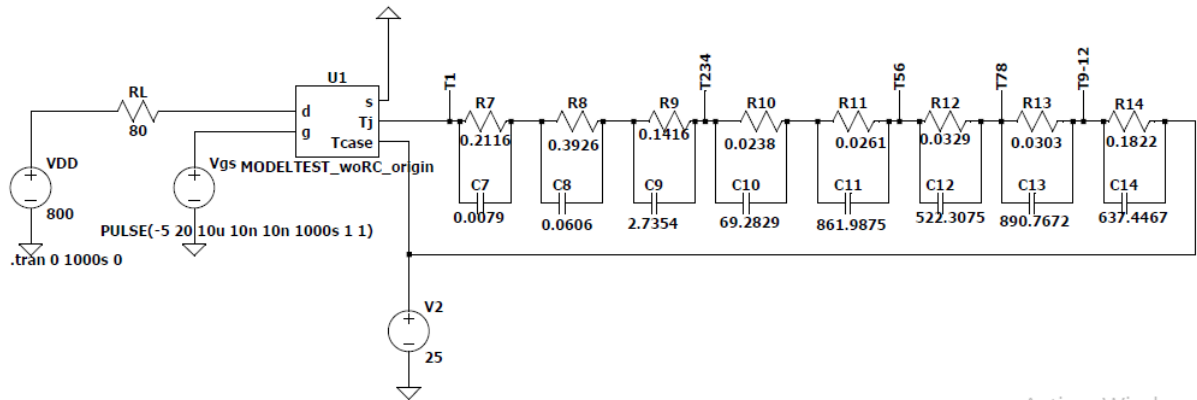 U1
RL
80
d
g
s
Tj
Tcase
MODELTEST_woRC_origin
VDD
800
Vgs
PULSE(-5 20 10u 10n 10n 1000s 1 1)
.tran 0 1000s 0
V2
25
T1
T234
T56
T78
T9-12
R7
0.2116
R8
0.3926
R9
0.1416
R10
0.0238
R11
0.0261
R12
0.0329
R13
0.0303
R14
0.1822
C7
0.0079
C8
0.0606
C9
2.7354
C10
69.2829
C11
861.9875
C12
522.3075
C13
890.7672
C14
637.4467